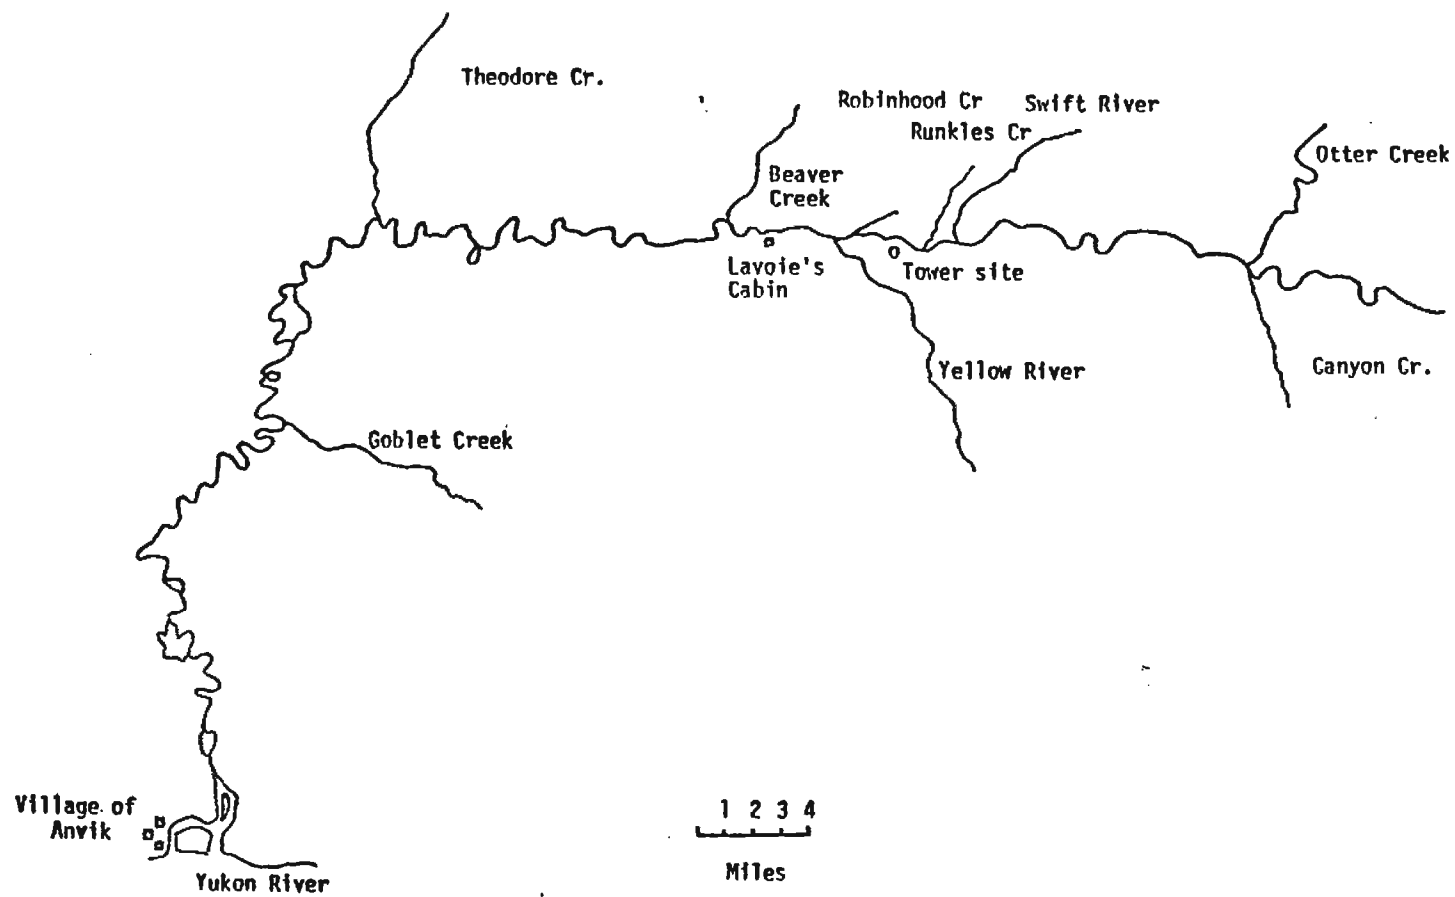 Theodore Cr.
Robinhood Cr
Swift River
Runkles Cr
Otter Creek
Beaver
Creek
Lavoie's
Cabin
Tower site
Yellow River
Canyon Cr.
Goblet Creek
Village of
Anvik
1 2 3 4
Miles
Yukon River